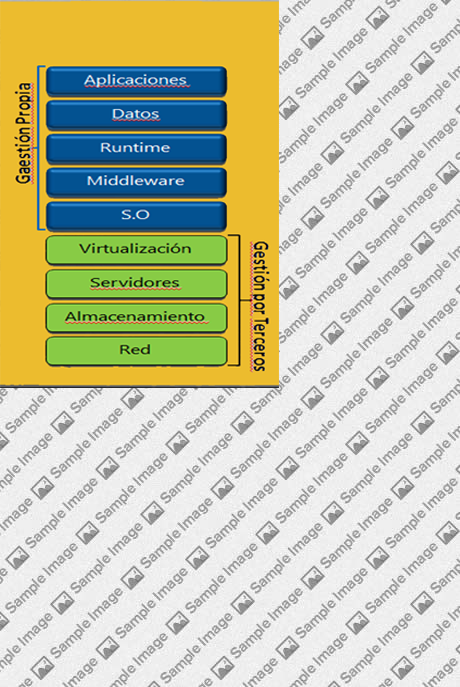 Gaestión Propia
Aplicaciones
Datos
Runtime
Middleware
S.O
Virtualización
Servidores
Almacenamiento
Red
Gestión por Terceros
Sample Image